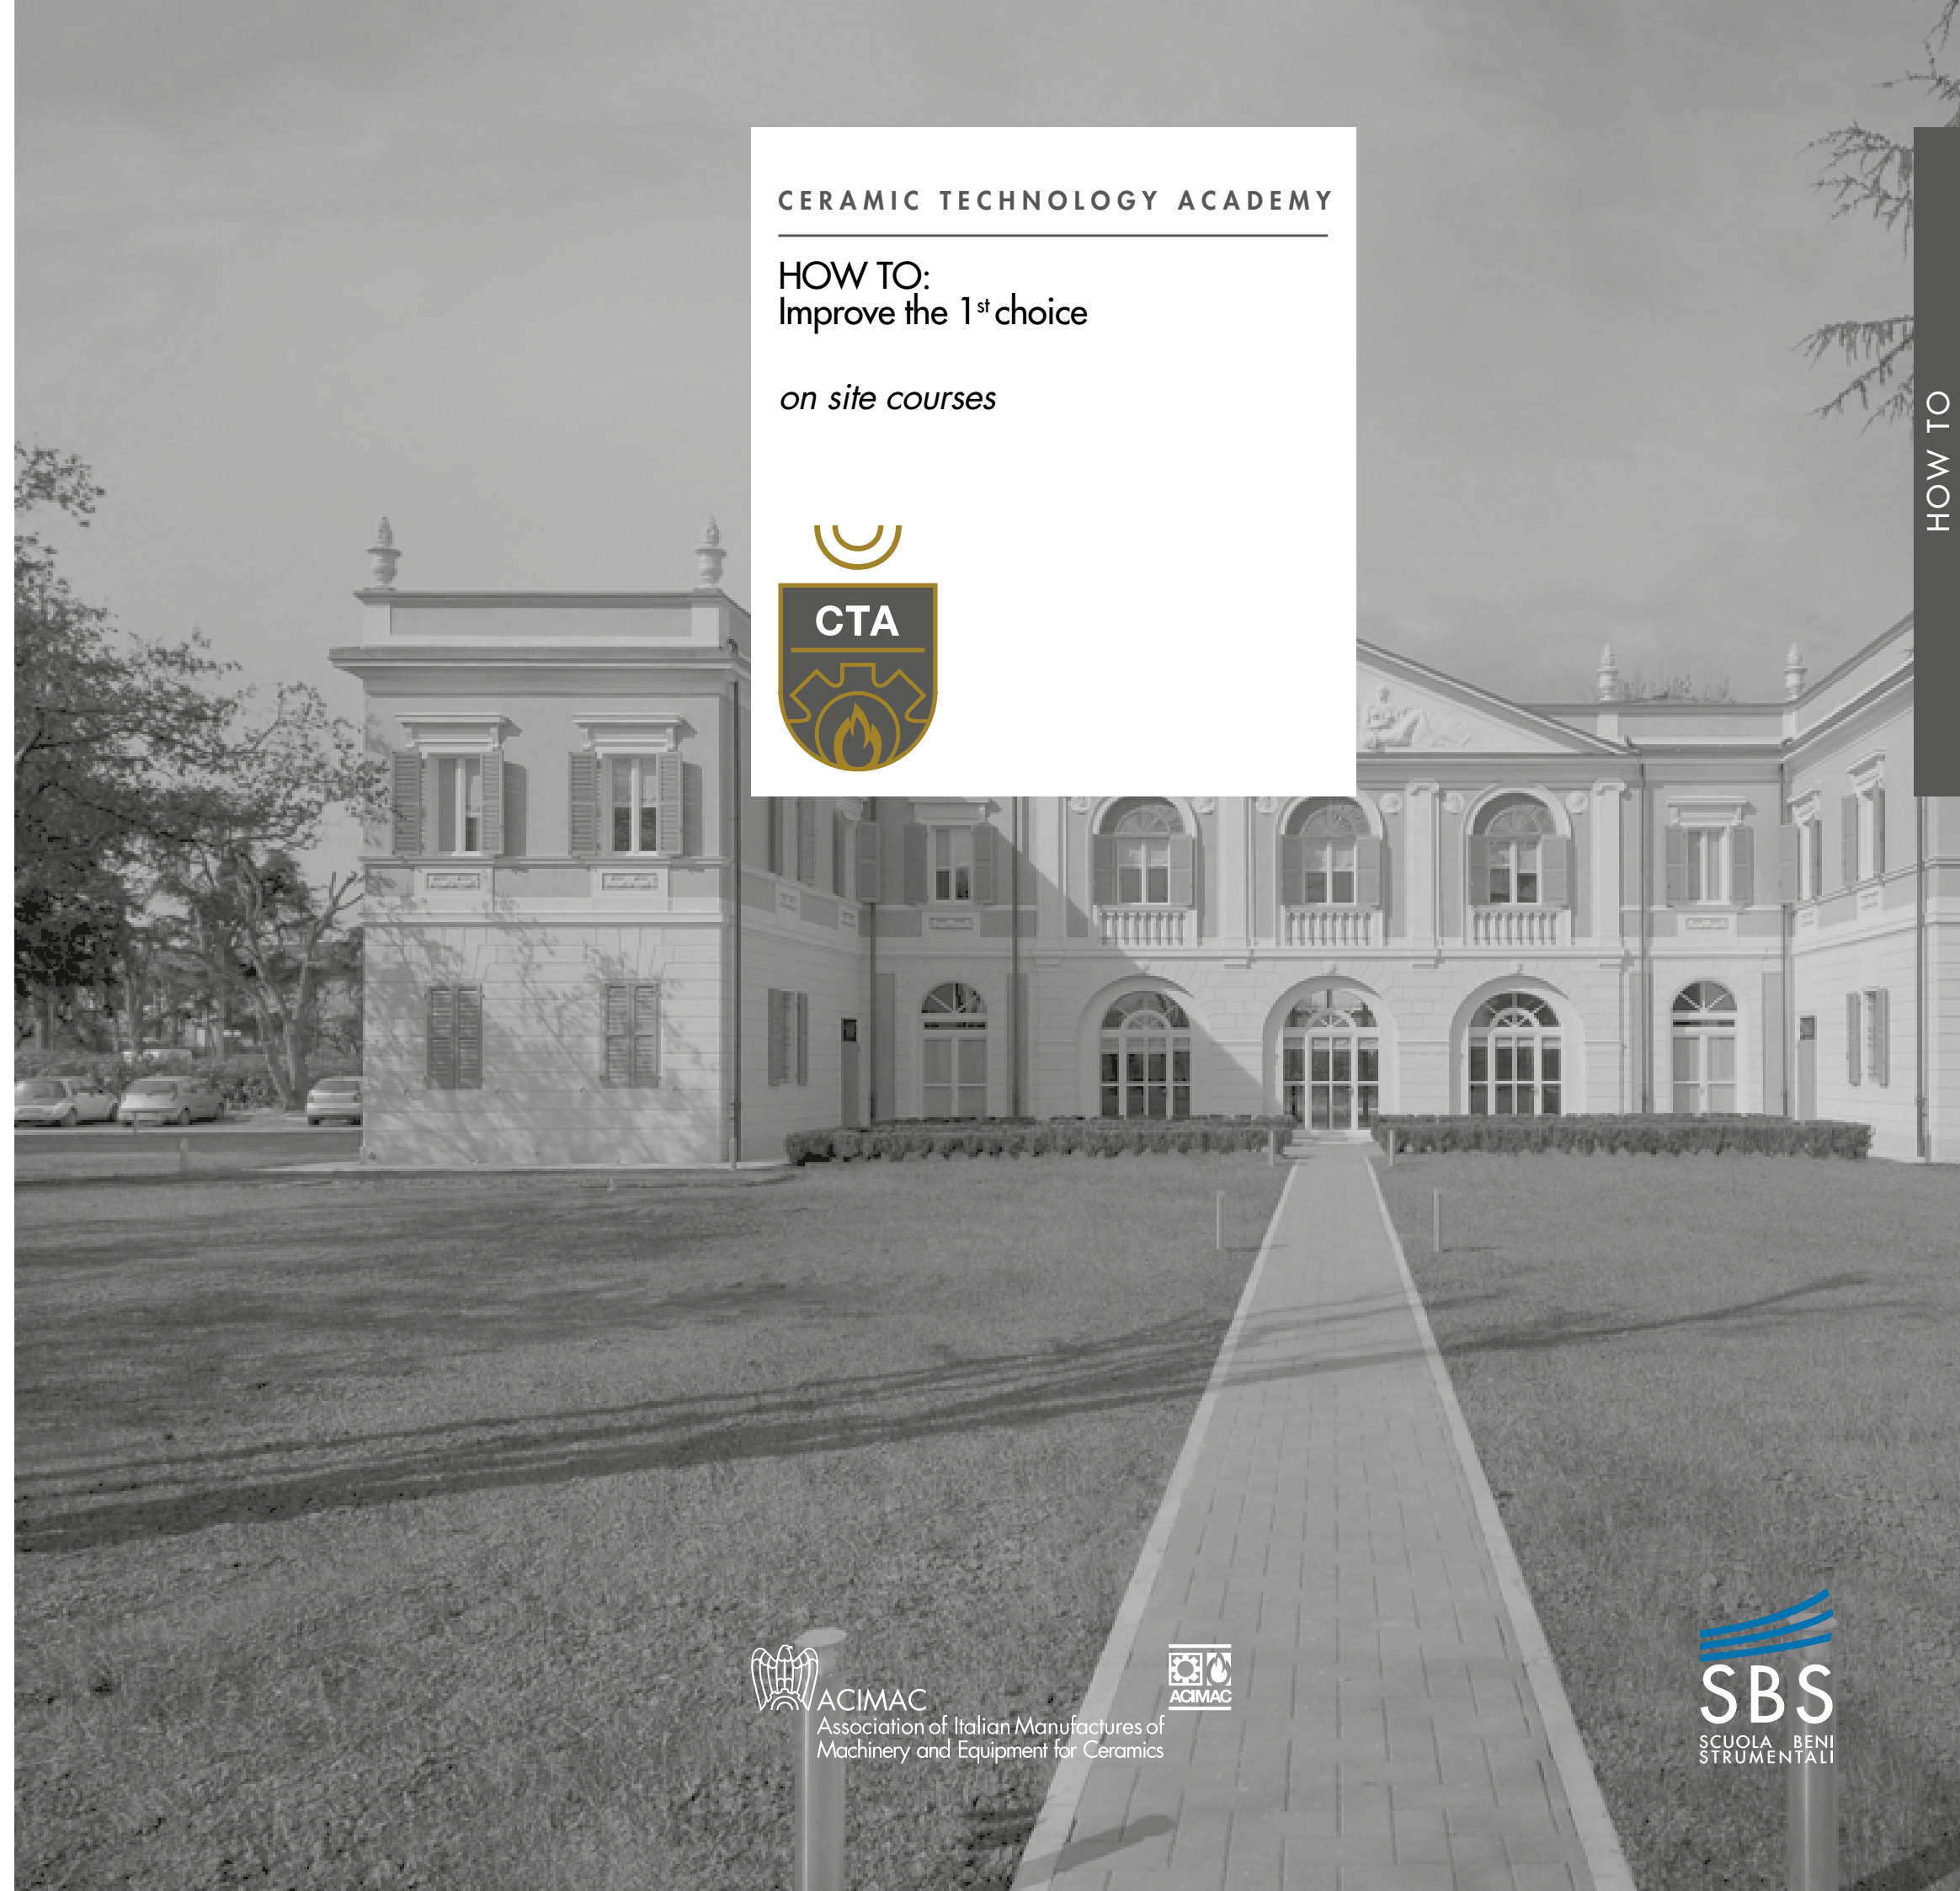 CERAMIC TECHNOLOGY ACADEMY
HOW TO:
Improve the 1st choice
on site courses
CTA
HOW TO
ACIMAC
Association of Italian Manufactures of
Machinery and Equipment for Ceramics
ACIMAC
SBS
SCUOLA BENI
STRUMENTALI